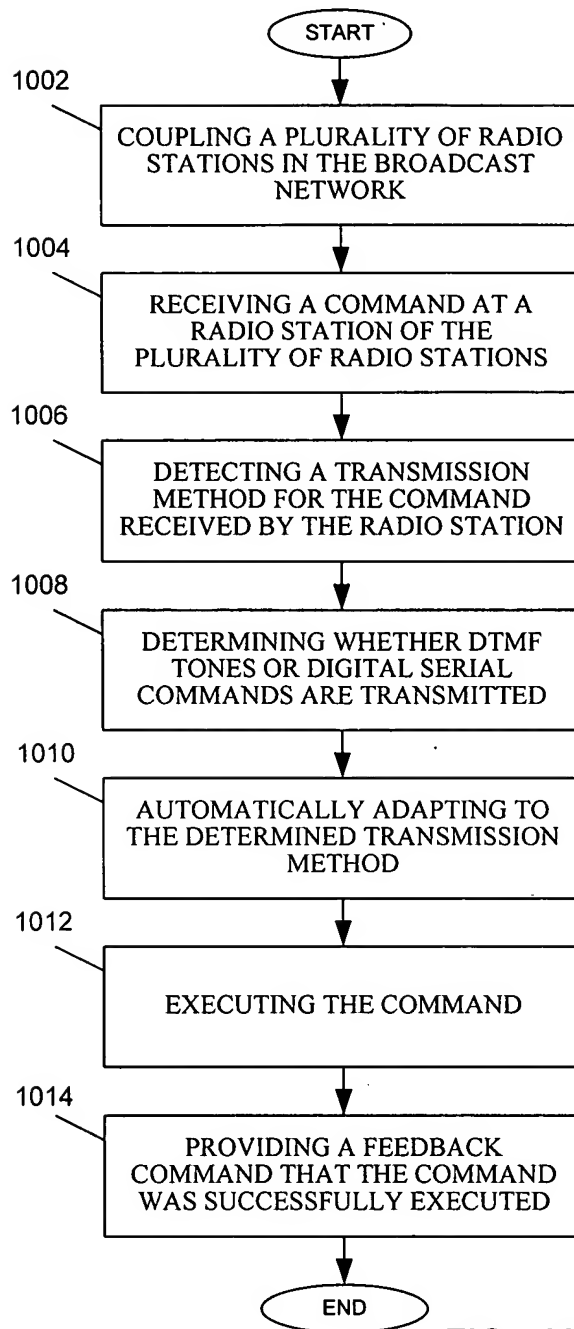 START
1002
COUPLING A PLURALITY OF RADIO
STATIONS IN THE BROADCAST
NETWORK
1004
RECEIVING A COMMAND AT A
RADIO STATION OF THE
PLURALITY OF RADIO STATIONS
1006
DETECTING A TRANSMISSION
METHOD FOR THE COMMAND
RECEIVED BY THE RADIO STATION
1008
DETERMINING WHETHER DTMF
TONES OR DIGITAL SERIAL
COMMANDS ARE TRANSMITTED
1010
AUTOMATICALLY ADAPTING TO
THE DETERMINED TRANSMISSION
METHOD
1012
EXECUTING THE COMMAND
1014
PROVIDING A FEEDBACK
COMMAND THAT THE COMMAND
WAS SUCCESSFULLY EXECUTED
END